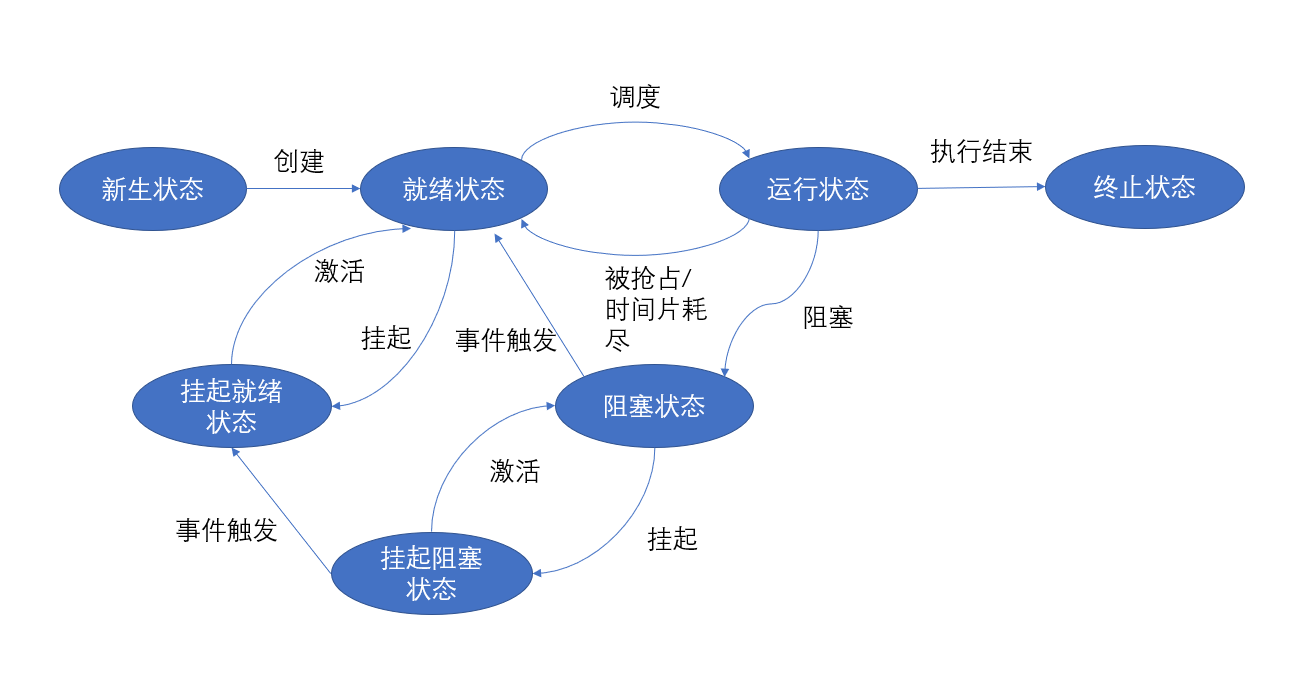 调度
执行结束
创建
新生状态
就绪状态
运行状态
终止状态
激活
被抢占/
时间片耗
尽
挂起
事件触发
阻塞
挂起就绪
状态
阻塞状态
激活
事件触发
挂起
挂起阻塞
状态